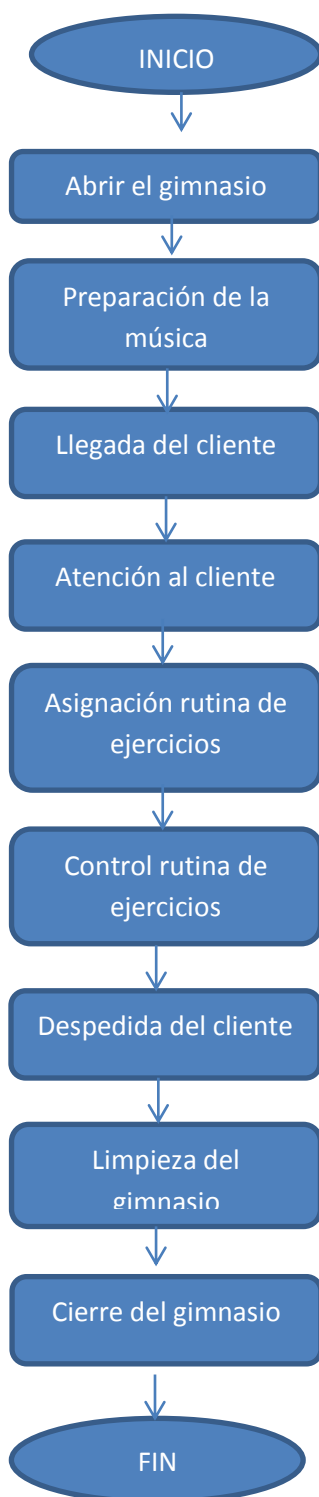 INICIO
Abrir el gimnasio
Preparación de la
música
Llegada del cliente
Atención al cliente
Asignación rutina de
ejercicios
Control rutina de
ejercicios
Despedida del cliente
Limpieza del
gimnasio
Cierre del gimnasio
FIN